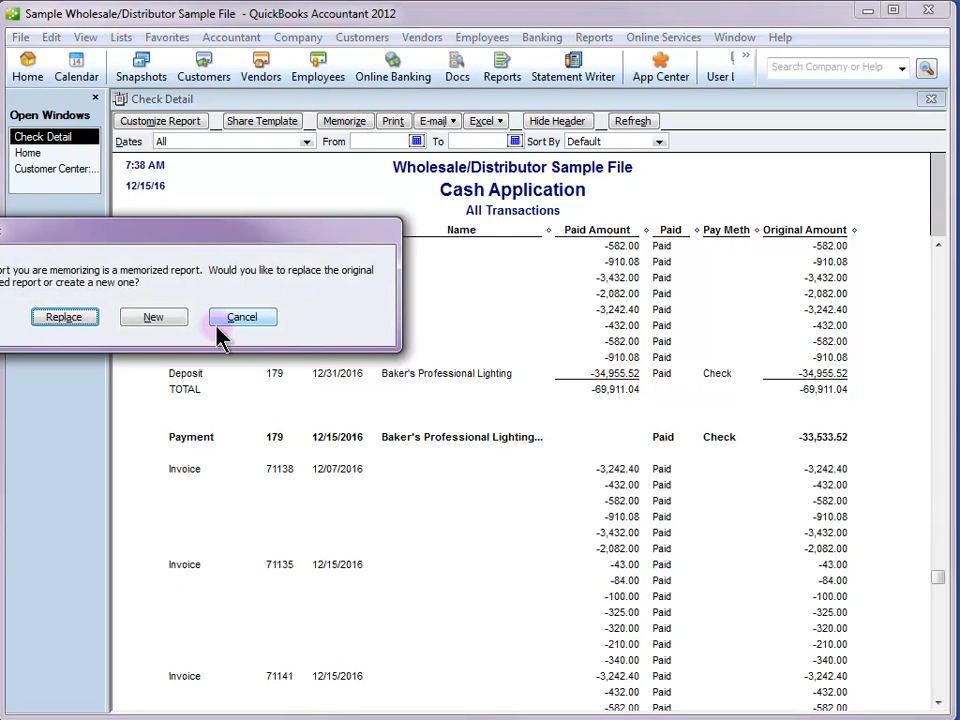 Sample Wholesale/Distributor Sample File - QuickBooks Accountant 2012
File Edit View Lists Favorites Accountant Company Customers Vendors Employees Banking Reports Online Services Window Help
Home Calendar Snapshots Customers Vendors Employees Online Banking Docs Reports Statement Writer App Center User L » Search Company or Help
Open Windows ×
Check Detail
Home
Customer Center:...
Check Detail
Customize Report Share Template Memorize Print E-mail Excel Hide Header Refresh
Dates All From To Sort By Default
7:38 AM
12/15/16
Wholesale/Distributor Sample File
Cash Application
All Transactions
Name Paid Amount Paid Pay Meth Original Amount
-582.00 Paid -582.00
-910.08 Paid -910.08
-3,432.00 Paid -3,432.00
-2,082.00 Paid -2,082.00
-3,242.40 Paid -3,242.40
-432.00 Paid -432.00
-582.00 Paid -582.00
-910.08 Paid -910.08
Deposit 179 12/31/2016 Baker's Professional Lighting -34,955.52 Paid Check -34,955.52
TOTAL -69,911.04 -69,911.04
Payment 179 12/15/2016 Baker's Professional Lighting... Paid Check -33,533.52
Invoice 71138 12/07/2016 -3,242.40 Paid -3,242.40
-432.00 Paid -432.00
-582.00 Paid -582.00
-910.08 Paid -910.08
-3,432.00 Paid -3,432.00
-2,082.00 Paid -2,082.00
Invoice 71135 12/15/2016 -43.00 Paid -43.00
-84.00 Paid -84.00
-100.00 Paid -100.00
-325.00 Paid -325.00
-320.00 Paid -320.00
-210.00 Paid -210.00
-340.00 Paid -340.00
Invoice 71141 12/15/2016 -3,242.40 Paid -3,242.40
-432.00 Paid -432.00
-582.00 Paid -582.00
ort you are memorizing is a memorized report. Would you like to replace the original
ed report or create a new one?
Replace New Cancel